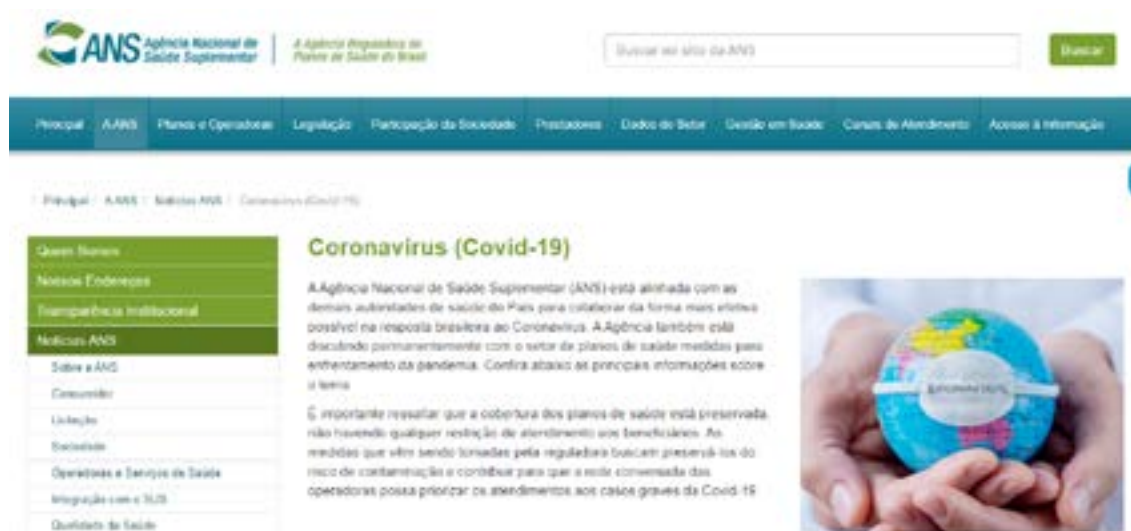 ANS Agência Nacional de Saúde Suplementar
A Agência Reguladora de Planos de Saúde do Brasil
Buscar no sítio da ANS
Buscar
Principal A ANS Planos e Operadoras Legislação Participação da Sociedade Prestadores Dados do Setor Gestão em Saúde Canais de Atendimento Acesso à Informação
Principal / A ANS / Notícias ANS / Coronavírus (Covid-19)
Quem Somos
Nossos Endereços
Transparência Institucional
Notícias ANS
Sobre a ANS
Consumidor
Licitação
Sociedade
Operadoras e Serviços de Saúde
Integração com o SUS
Qualidade da Saúde
Coronavírus (Covid-19)
A Agência Nacional de Saúde Suplementar (ANS) está alinhada com as
demais autoridades de saúde do País para colaborar da forma mais efetiva
possível na resposta brasileira ao Coronavírus. A Agência também está
discutindo permanentemente com o setor de planos de saúde medidas para
enfrentamento da pandemia. Confira abaixo as principais informações sobre
o tema.
É importante ressaltar que a cobertura dos planos de saúde está preservada
não havendo qualquer restrição de atendimento aos beneficiários. As
medidas que vêm sendo tomadas pela reguladora buscam preservá-los do
risco de contaminação e contribuir para que a rede conveniada das
operadoras possa priorizar os atendimentos aos casos graves da Covid-19